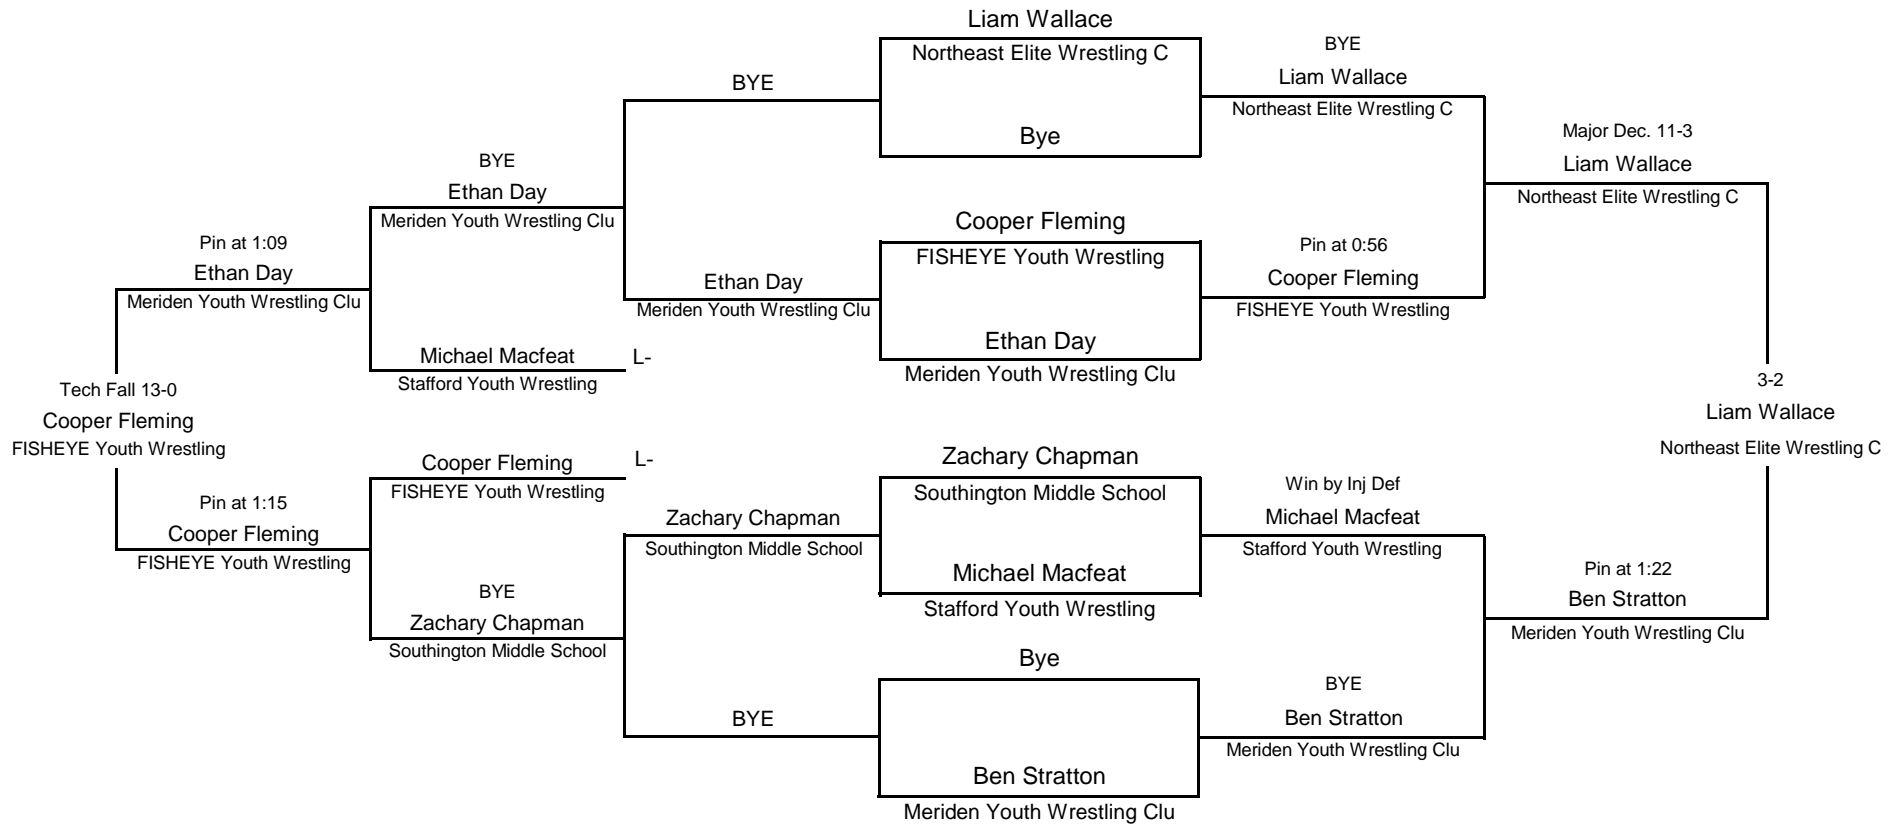 Liam Wallace
Northeast Elite Wrestling C
BYE
BYE
Liam Wallace
Northeast Elite Wrestling C
Bye
Major Dec. 11-3
Liam Wallace
Northeast Elite Wrestling C
BYE
Ethan Day
Meriden Youth Wrestling Clu
Cooper Fleming
FISHEYE Youth Wrestling
Pin at 1:09
Ethan Day
Meriden Youth Wrestling Clu
Pin at 0:56
Cooper Fleming
FISHEYE Youth Wrestling
Ethan Day
Meriden Youth Wrestling Clu
Ethan Day
Meriden Youth Wrestling Clu
Michael Macfeat L-
Stafford Youth Wrestling
Tech Fall 13-0
Cooper Fleming
FISHEYE Youth Wrestling
3-2
Liam Wallace
Northeast Elite Wrestling C
Cooper Fleming L-
FISHEYE Youth Wrestling
Zachary Chapman
Southington Middle School
Win by Inj Def
Michael Macfeat
Stafford Youth Wrestling
Pin at 1:15
Cooper Fleming
FISHEYE Youth Wrestling
Zachary Chapman
Southington Middle School
Michael Macfeat
Stafford Youth Wrestling
Pin at 1:22
Ben Stratton
Meriden Youth Wrestling Clu
BYE
Zachary Chapman
Southington Middle School
Bye
BYE
Ben Stratton
Meriden Youth Wrestling Clu
BYE
Ben Stratton
Meriden Youth Wrestling Clu